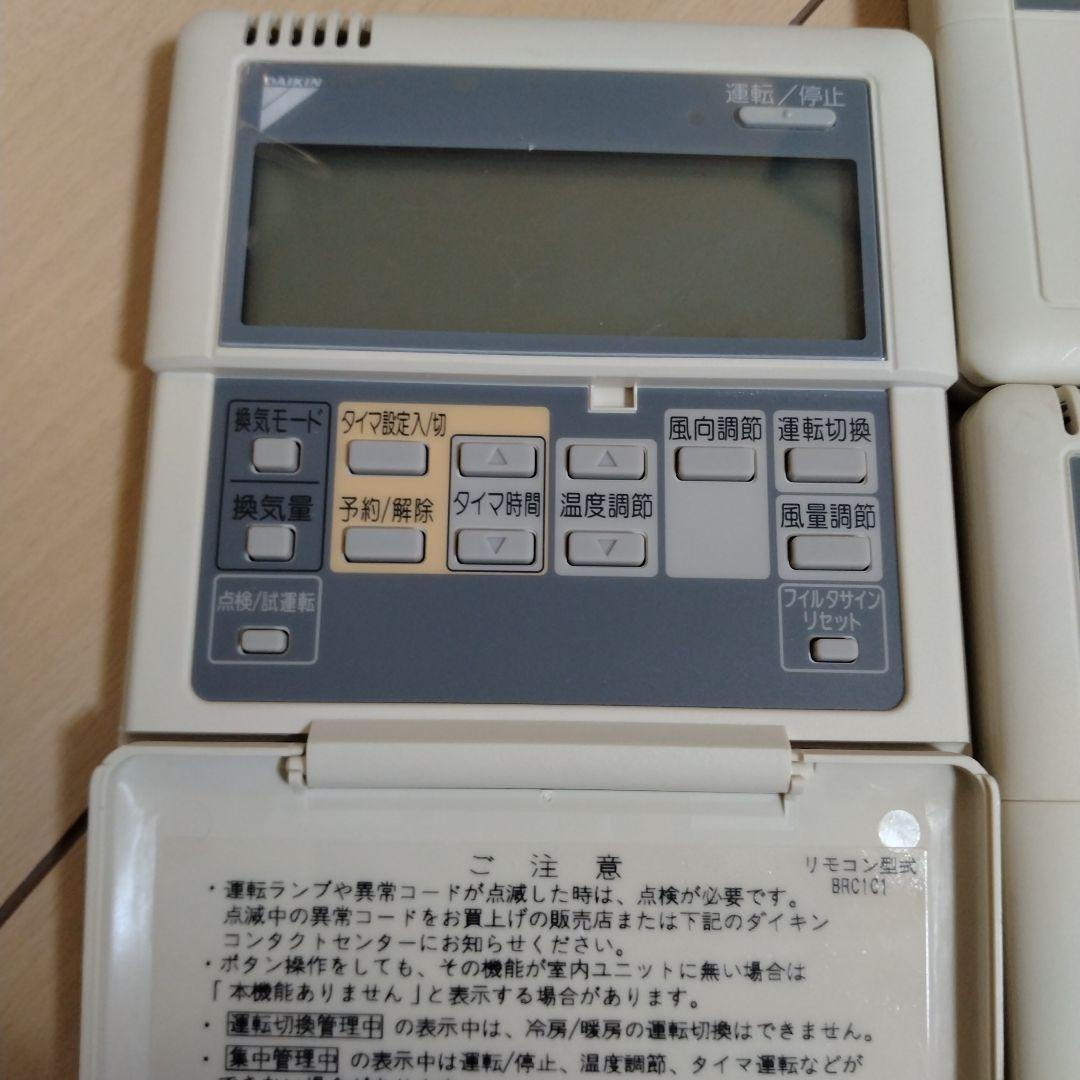 DAIKIN
運転/停止
換気モード
タイマ設定入/切
風向調節
運転切換
換気量
予約/解除
タイマ時間
温度調節
風量調節
点検/試運転
フィルタサイン
リセット
ご注意
リモコン型式
BRC1C1
・運転ランプや異常コードが点滅した時は、点検が必要です。
点滅中の異常コードをお買上げの販売店または下記のダイキン
コンタクトセンターにお知らせください。
・ボタン操作をしても、その機能が室内ユニットに無い場合は
「本機能ありません」と表示する場合があります。
・運転切換管理中 の表示中は、冷房/暖房の運転切換はできません。
・集中管理中 の表示中は運転/停止、温度調節、タイマ運転などが